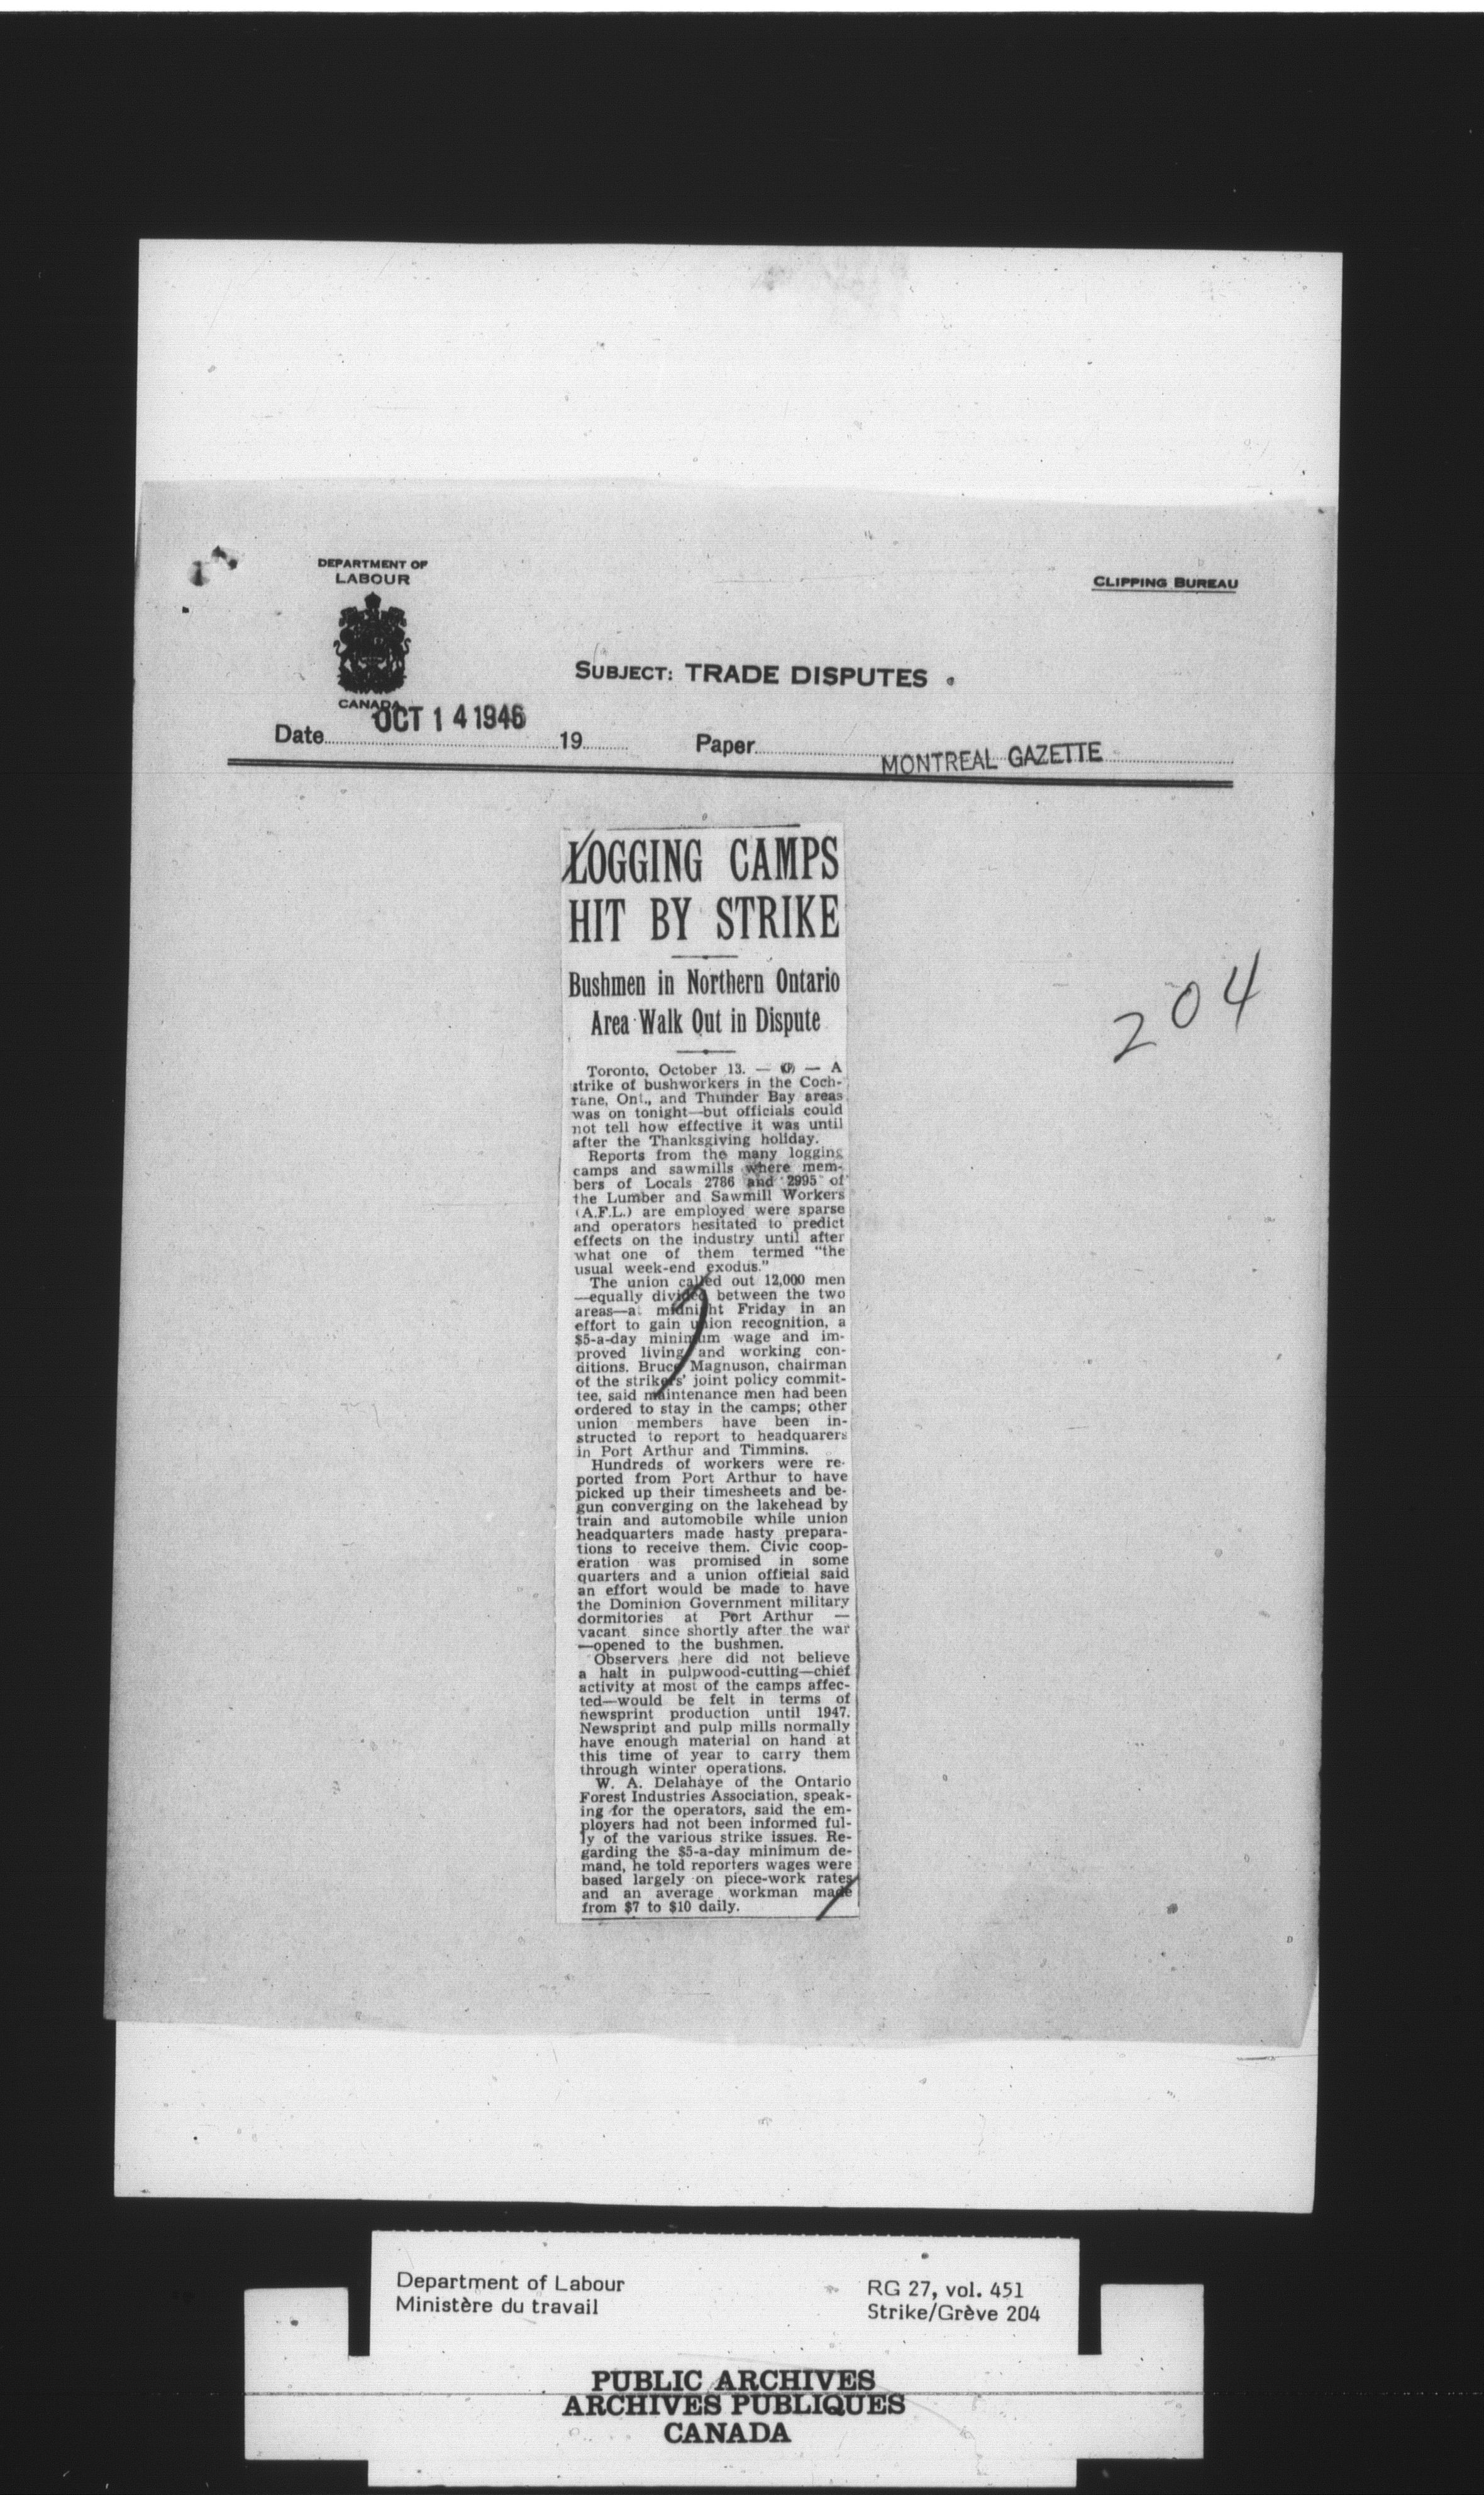 DEPARTMENT OF
LABOUR
CANADA
CLIPPING BUREAU
SUBJECT: TRADE DISPUTES
Date OCT 14 1946 19 Paper MONTREAL GAZETTE
LOGGING CAMPS
HIT BY STRIKE
Bushmen in Northern Ontario
Area Walk Out in Dispute
204
Toronto, October 13. — (P) — A
strike of bushworkers in the Coch-
rane, Ont., and Thunder Bay areas
was on tonight—but officials could
not tell how effective it was until
after the Thanksgiving holiday.
Reports from the many logging
camps and sawmills where mem-
bers of Locals 2786 and 2995 of
the Lumber and Sawmill Workers
(A.F.L.) are employed were sparse
and operators hesitated to predict
effects on the industry until after
what one of them termed "the
usual week-end exodus."
The union called out 12,000 men
—equally divided between the two
areas—at midnight Friday in an
effort to gain union recognition, a
$5-a-day minimum wage and im-
proved living and working con-
ditions. Bruce Magnuson, chairman
of the strikers' joint policy commit-
tee, said maintenance men had been
ordered to stay in the camps; other
union members have been in-
structed to report to headquarers
in Port Arthur and Timmins.
Hundreds of workers were re-
ported from Port Arthur to have
picked up their timesheets and be-
gun converging on the lakehead by
train and automobile while union
headquarters made hasty prepara-
tions to receive them. Civic coop-
eration was promised in some
quarters and a union official said
an effort would be made to have
the Dominion Government military
dormitories at Port Arthur —
vacant since shortly after the war
—opened to the bushmen.
Observers here did not believe
a halt in pulpwood-cutting—chief
activity at most of the camps affec-
ted—would be felt in terms of
newsprint production until 1947.
Newsprint and pulp mills normally
have enough material on hand at
this time of year to carry them
through winter operations.
W. A. Delahaye of the Ontario
Forest Industries Association, speak-
ing for the operators, said the em-
ployers had not been informed ful-
ly of the various strike issues. Re-
garding the $5-a-day minimum de-
mand, he told reporters wages were
based largely on piece-work rates
and an average workman made
from $7 to $10 daily.
Department of Labour
Ministère du travail
RG 27, vol. 451
Strike/Grève 204
PUBLIC ARCHIVES
ARCHIVES PUBLIQUES
CANADA